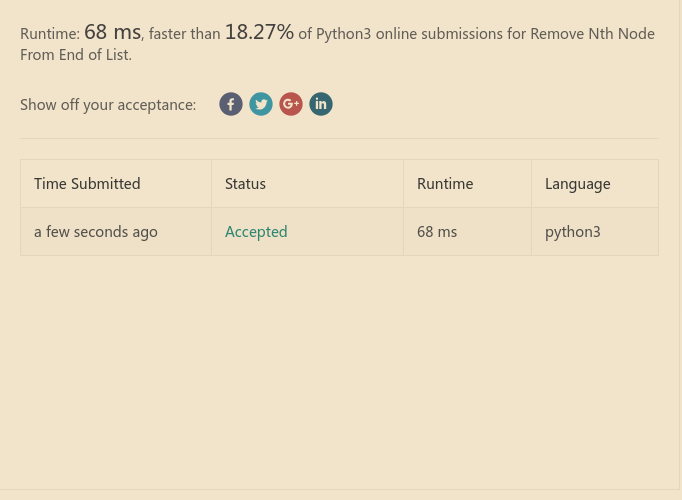 Runtime: 68 ms, faster than 18.27% of Python3 online submissions for Remove Nth Node
From End of List.
Show off your acceptance: f G+ in
Time Submitted Status Runtime Language
a few seconds ago Accepted 68 ms python3